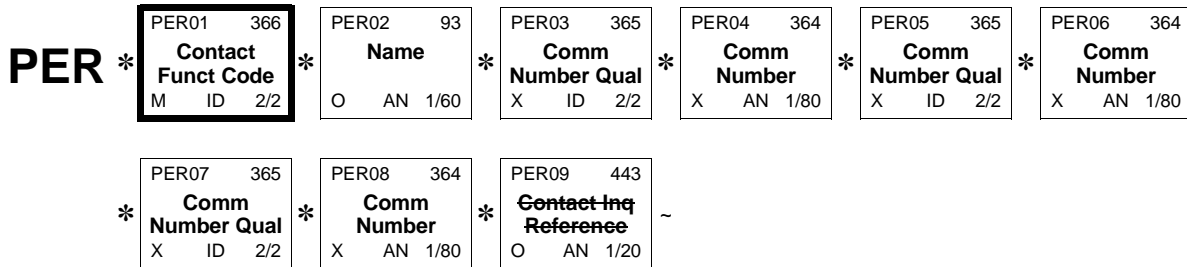 PER * PER01 366 * PER02 93 * PER03 365 * PER04 364 * PER05 365 * PER06 364
Contact Name Comm Comm Comm Comm
Funct Code Number Qual Number Number Qual Number
M ID 2/2 O AN 1/60 X ID 2/2 X AN 1/80 X ID 2/2 X AN 1/80
* PER07 365 * PER08 364 * PER09 443 ~
Comm Comm Contact Inq
Number Qual Number Reference
X ID 2/2 X AN 1/80 O AN 1/20